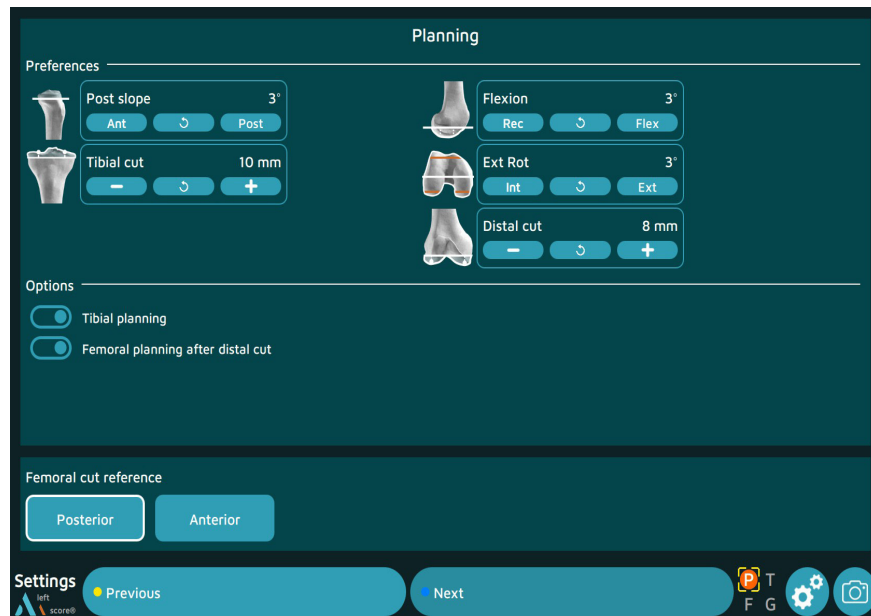 Planning
Preferences
Post slope 3°
Ant Post
Tibial cut 10 mm
Flexion 3°
Rec Flex
Ext Rot 3°
Int Ext
Distal cut 8 mm
Options
Tibial planning
Femoral planning after distal cut
Femoral cut reference
Posterior Anterior
Settings
left
score®
Previous
Next
P T
F G